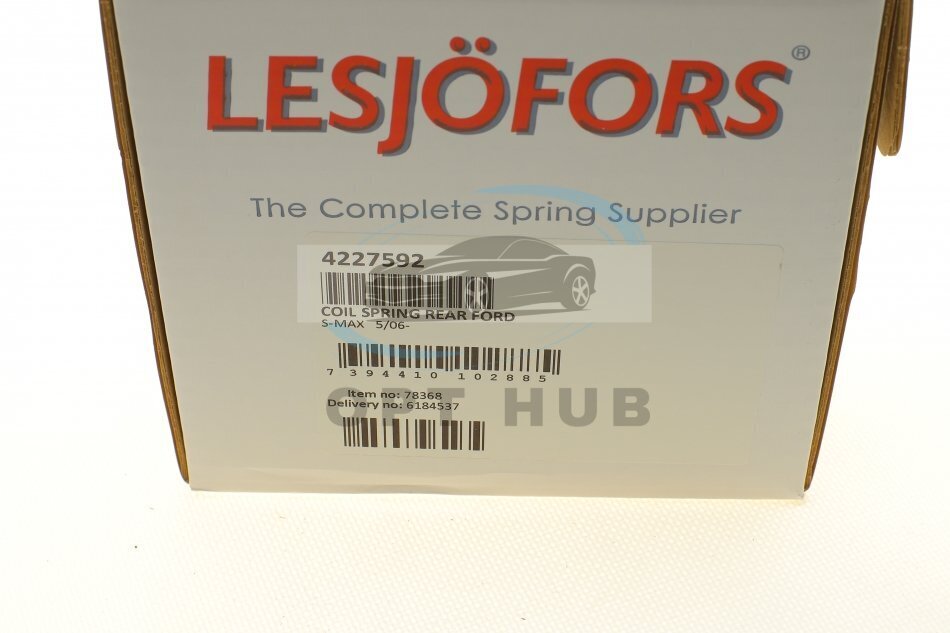 LESJÖFORS®
The Complete Spring Supplier
4227592
COIL SPRING REAR FORD
S-MAX 5/06-
7 394410 102885
Item no: 78368
Delivery no: 6184537
OPT HUB